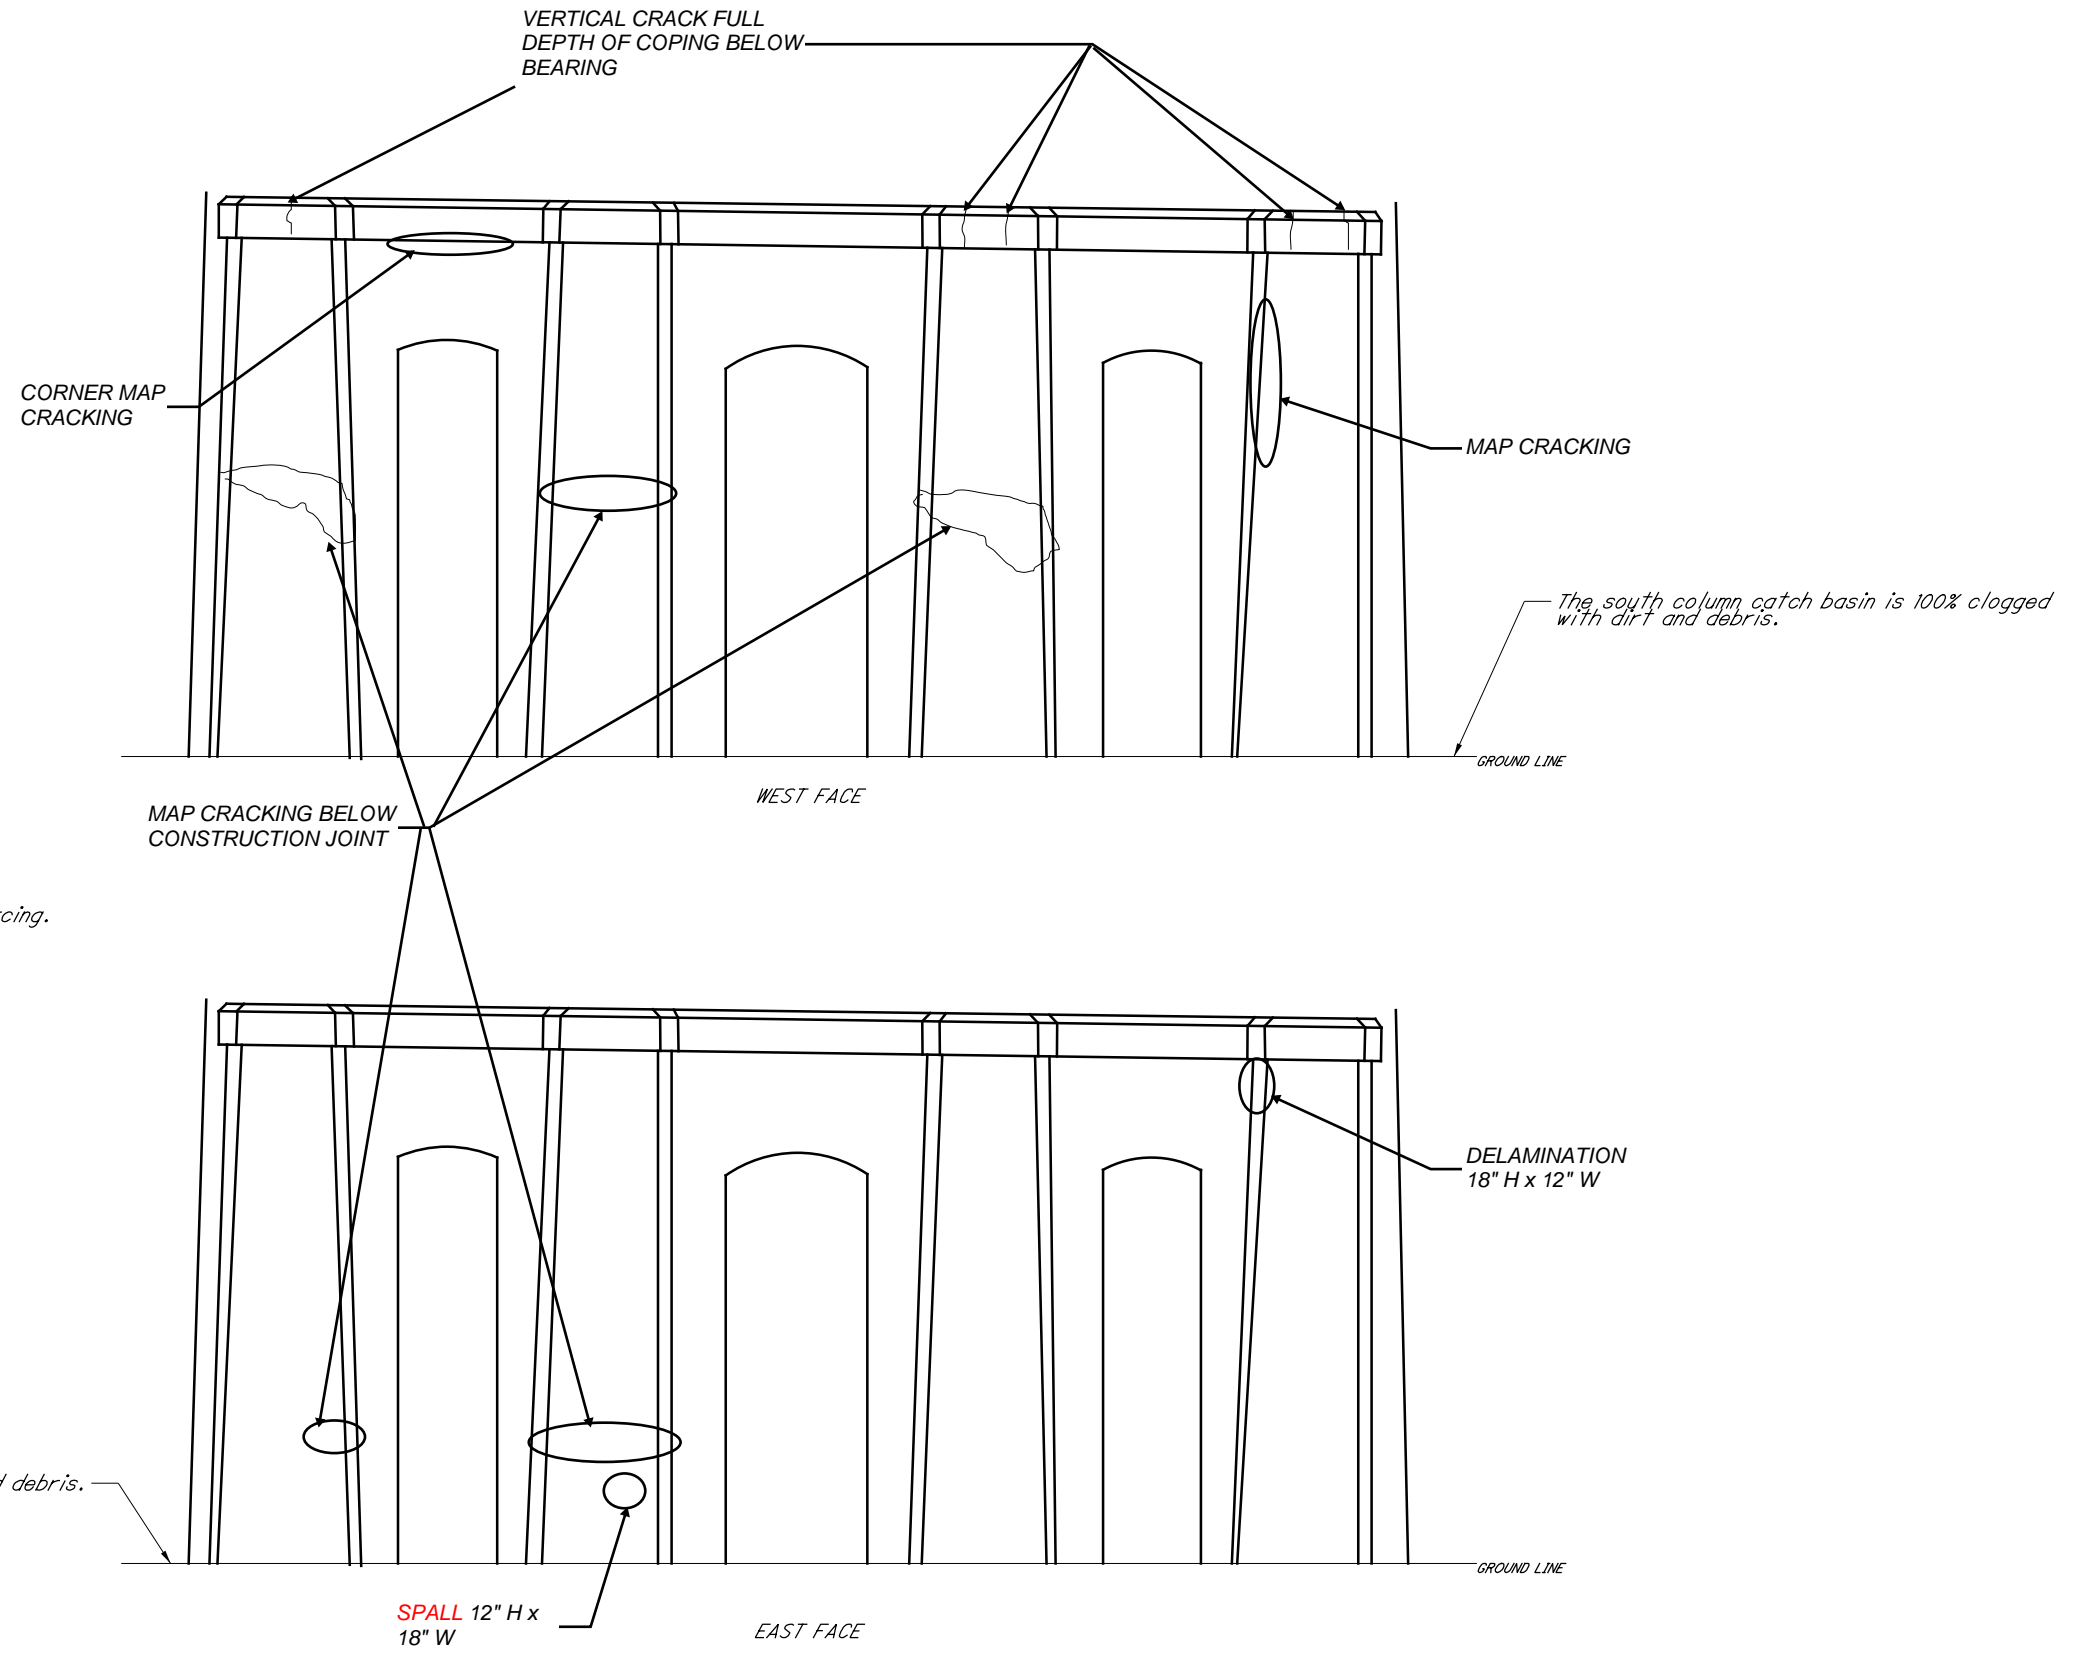 VERTICAL CRACK FULL
DEPTH OF COPING BELOW
BEARING
CORNER MAP
CRACKING
MAP CRACKING
The south column catch basin is 100% clogged
with dirt and debris.
GROUND LINE
WEST FACE
MAP CRACKING BELOW
CONSTRUCTION JOINT
cing.
DELAMINATION
18" H x 12" W
debris.
GROUND LINE
SPALL 12" H x
18" W
EAST FACE